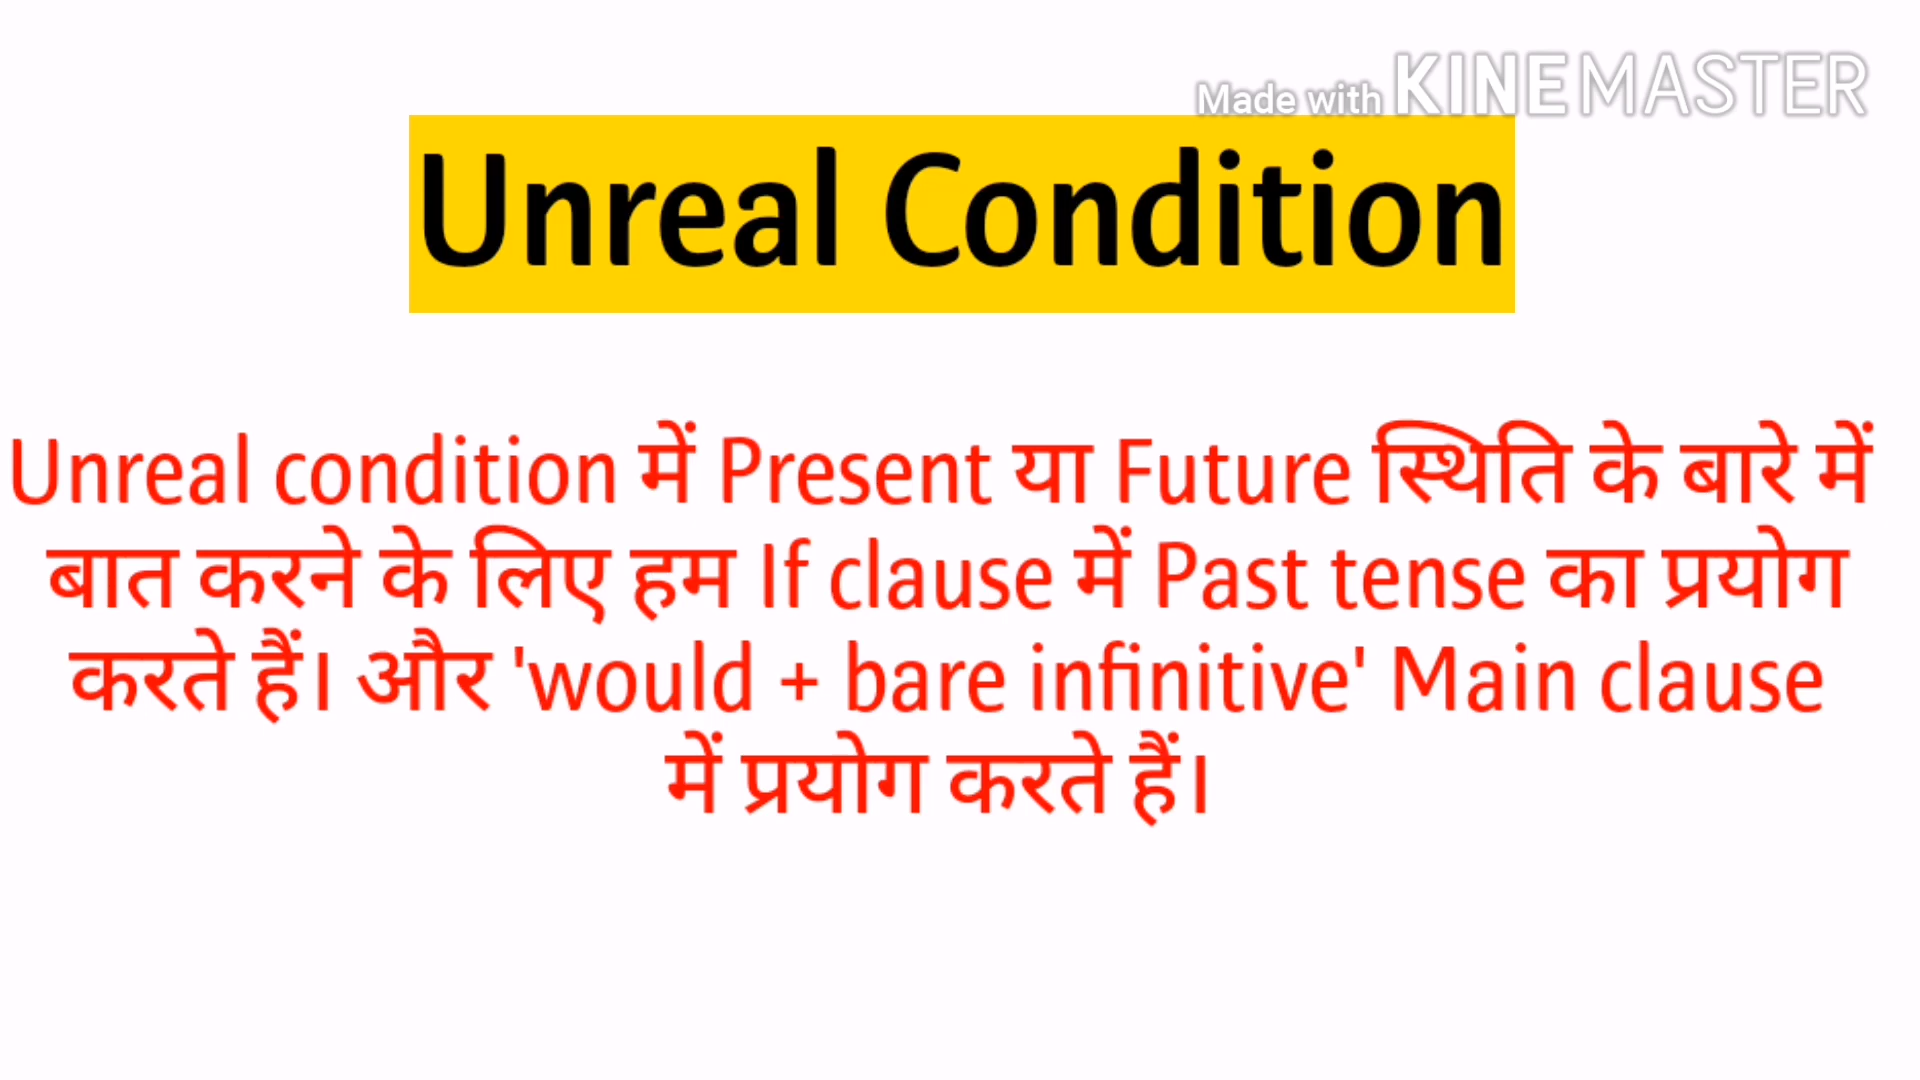 Made with KINEMASTER
Unreal Condition
Unreal condition में Present या Future स्थिति के बारे में
बात करने के लिए हम If clause में Past tense का प्रयोग
करते हैं। और 'would + bare infinitive' Main clause
में प्रयोग करते हैं।